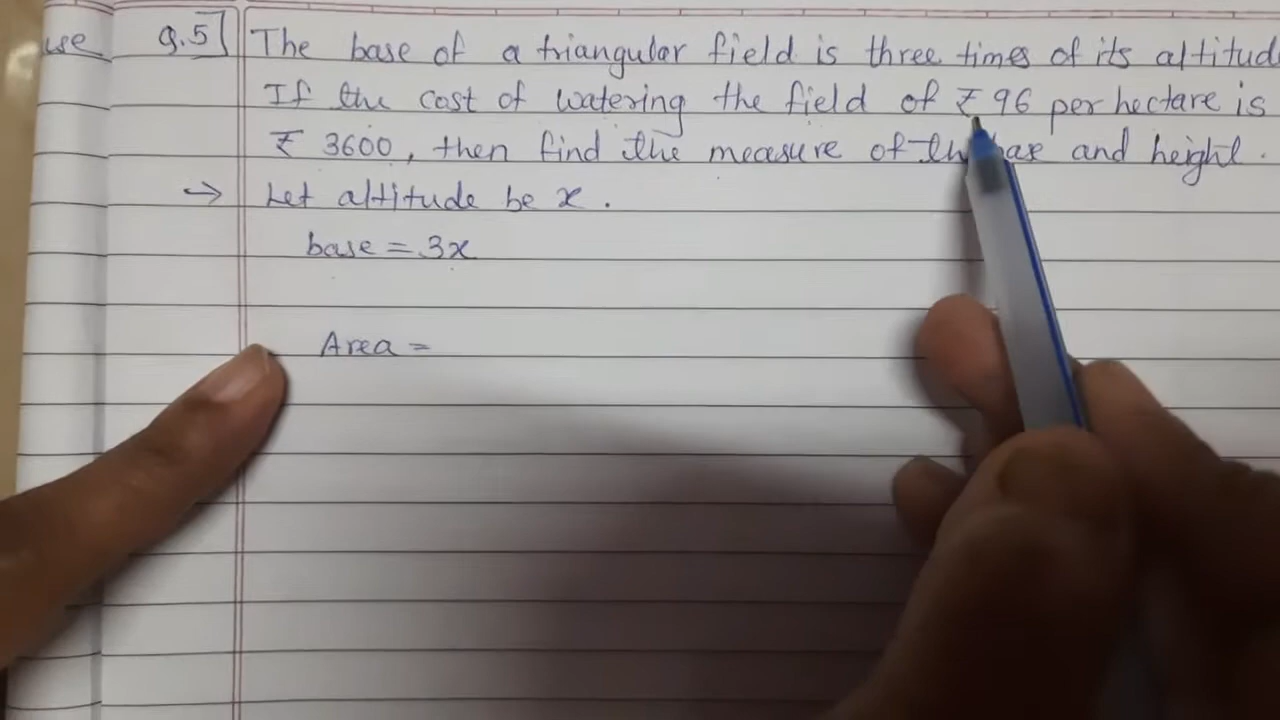 use Q.5] The base of a triangular field is three times of its altitud
If the cost of watering the field of ₹ 96 per hectare is
₹ 3600, then find the measure of and height.
→ Let altitude be x.
base = 3x
Area =